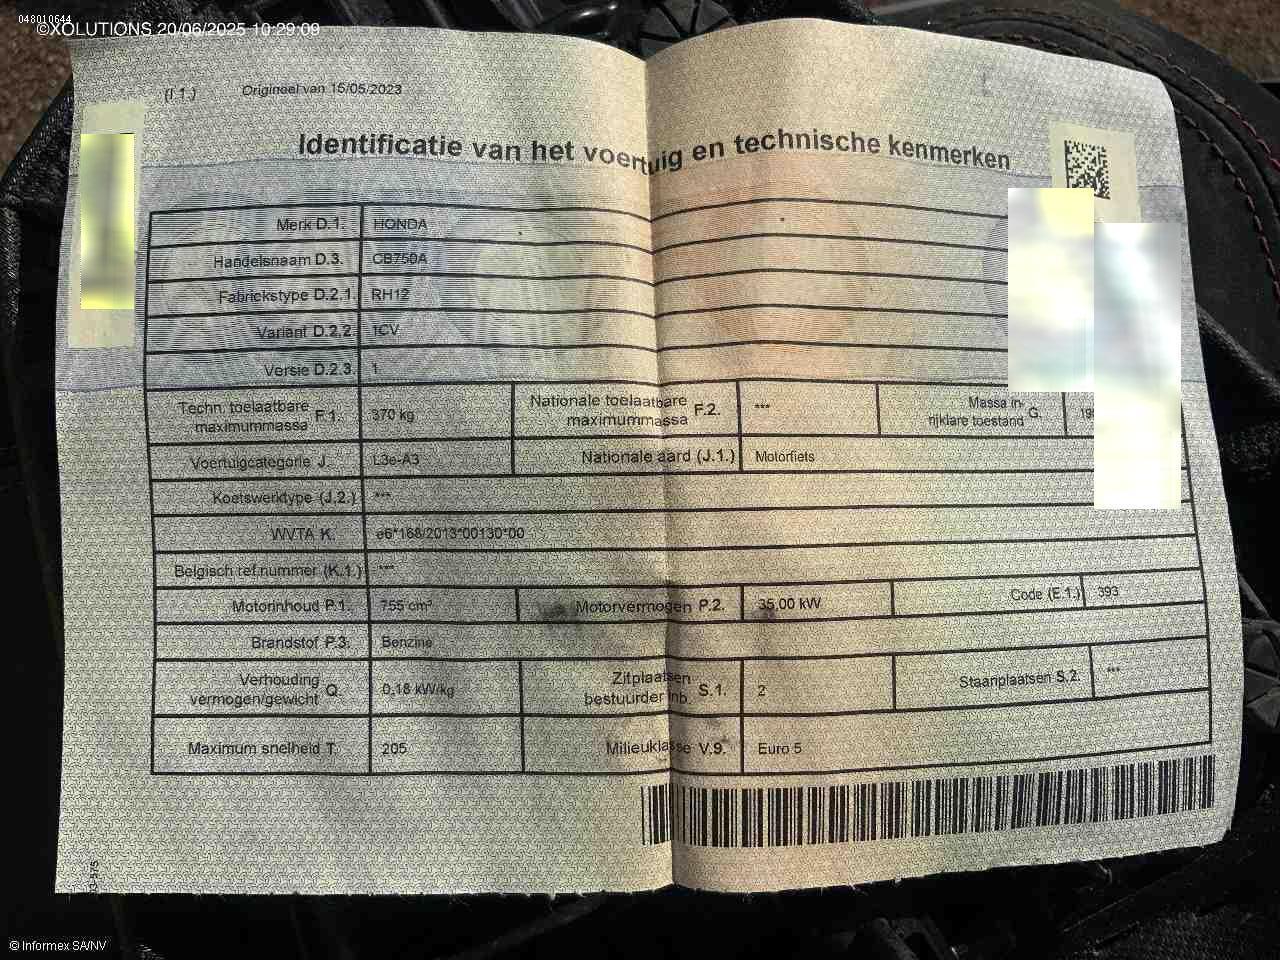 048010644
©XOLUTIONS 20/06/2025 10:29:09
(I.1.) Origineel van 15/05/2023
Identificatie van het voertuig en technische kenmerken
Merk D.1. HONDA
Handelsnaam D.3. CB750A
Fabrickstype D.2.1. RH12
Variant D.2.2. 1CV
Versie D.2.3. 1
Techn. toelaatbare maximummassa F.1. 370 kg Nationale toelaatbare maximummassa F.2. *** Massa in rijklare toestand G.
Voertuigcategorie J. L3e-A3 Nationale aard (J.1.) Motorfiets
Koetswerktype (J.2.) ***
WVTA K. e6*168/2013*00130*00
Belgisch ref.nummer (K.1.) ***
Motorinhoud P.1. 755 cm³ Motorvermogen P.2. 35,00 kW Code (E.1.) 393
Brandstof P.3. Benzine
Verhouding vermogen/gewicht Q. 0,18 kW/kg Zitplaatsen bestuurder inb. S.1. 2 Staanplaatsen S.2. ***
Maximum snelheid T. 205 Milieuklasse V.9. Euro 5
© Informex SA/NV